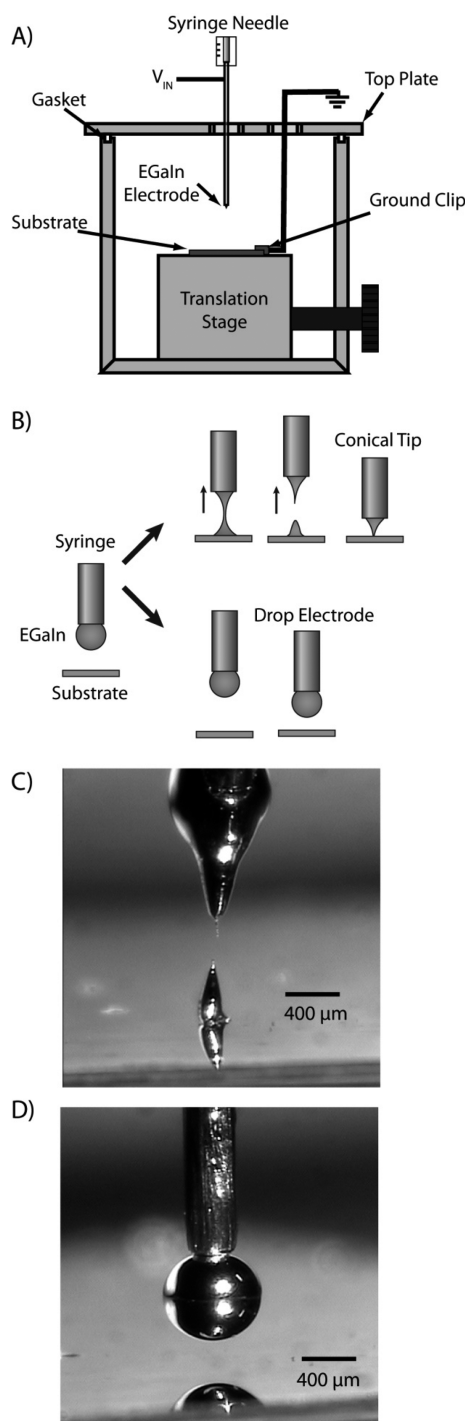 A)
Syringe Needle
VIN
Top Plate
Gasket
EGaIn
Electrode
Ground Clip
Substrate
Translation
Stage
B)
Conical Tip
Syringe
EGaIn
Drop Electrode
Substrate
C)
400 μm
D)
400 μm